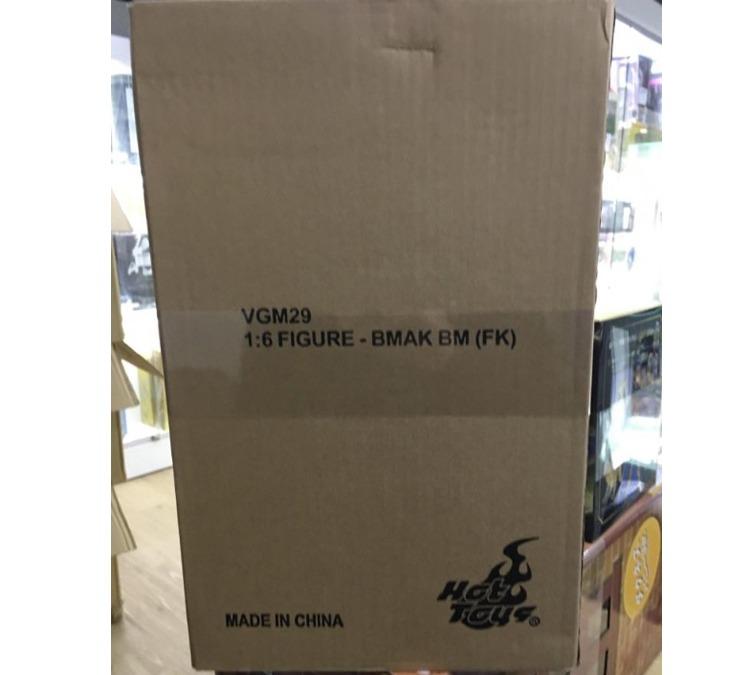 VGM29
1:6 FIGURE - BMAK BM (FK)
Hot
Toys®
MADE IN CHINA